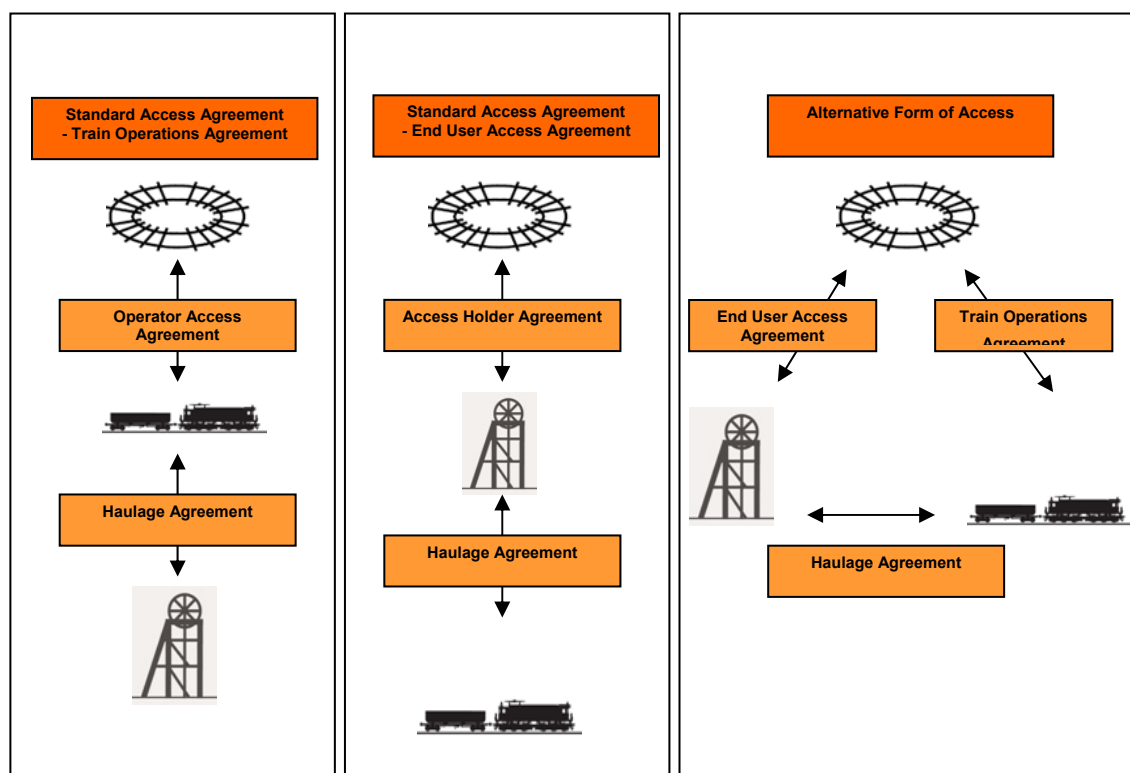 Standard Access Agreement
- Train Operations Agreement
Operator Access
Agreement
Haulage Agreement
Standard Access Agreement
- End User Access Agreement
Access Holder Agreement
Haulage Agreement
Alternative Form of Access
End User Access
Agreement
Train Operations
Agreement
Haulage Agreement